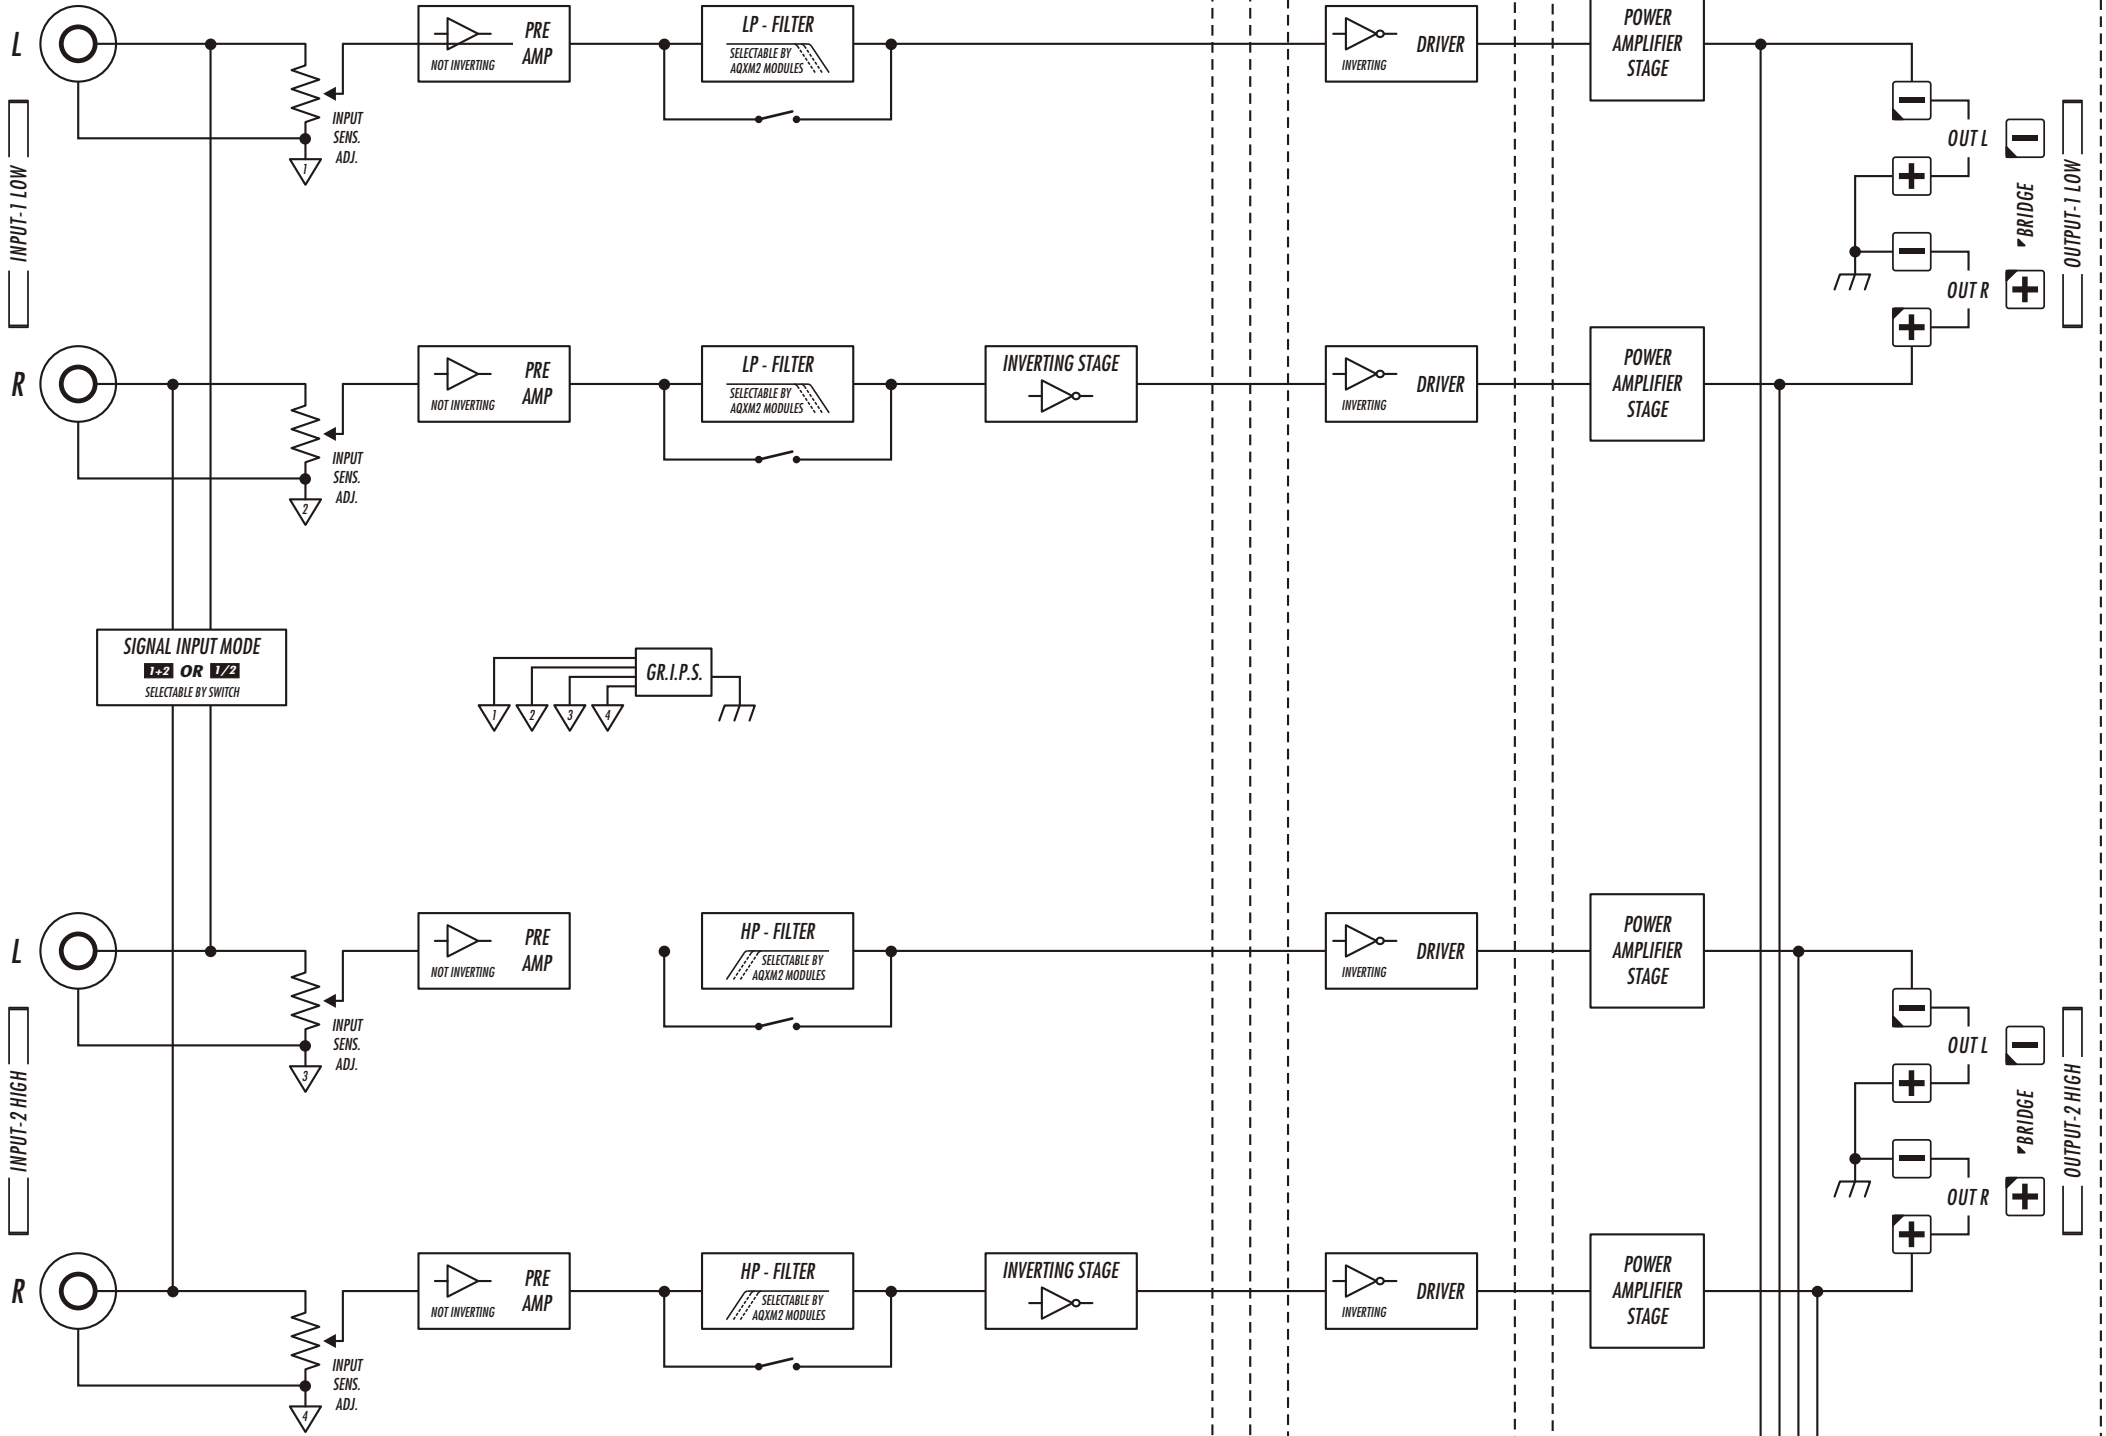 L
INPUT-1 LOW
INPUT
SENS.
ADJ.
1
PRE
AMP
NOT INVERTING
LP - FILTER
SELECTABLE BY
AQXM2 MODULES
DRIVER
INVERTING
POWER
AMPLIFIER
STAGE
OUT L
BRIDGE
OUT R
OUTPUT-1 LOW
R
INPUT
SENS.
ADJ.
2
PRE
AMP
NOT INVERTING
LP - FILTER
SELECTABLE BY
AQXM2 MODULES
INVERTING STAGE
DRIVER
INVERTING
POWER
AMPLIFIER
STAGE
SIGNAL INPUT MODE
1+2 OR 1/2
SELECTABLE BY SWITCH
GR.I.P.S.
1 2 3 4
L
INPUT-2 HIGH
INPUT
SENS.
ADJ.
3
PRE
AMP
NOT INVERTING
HP - FILTER
SELECTABLE BY
AQXM2 MODULES
DRIVER
INVERTING
POWER
AMPLIFIER
STAGE
OUT L
BRIDGE
OUT R
OUTPUT-2 HIGH
R
INPUT
SENS.
ADJ.
4
PRE
AMP
NOT INVERTING
HP - FILTER
SELECTABLE BY
AQXM2 MODULES
INVERTING STAGE
DRIVER
INVERTING
POWER
AMPLIFIER
STAGE